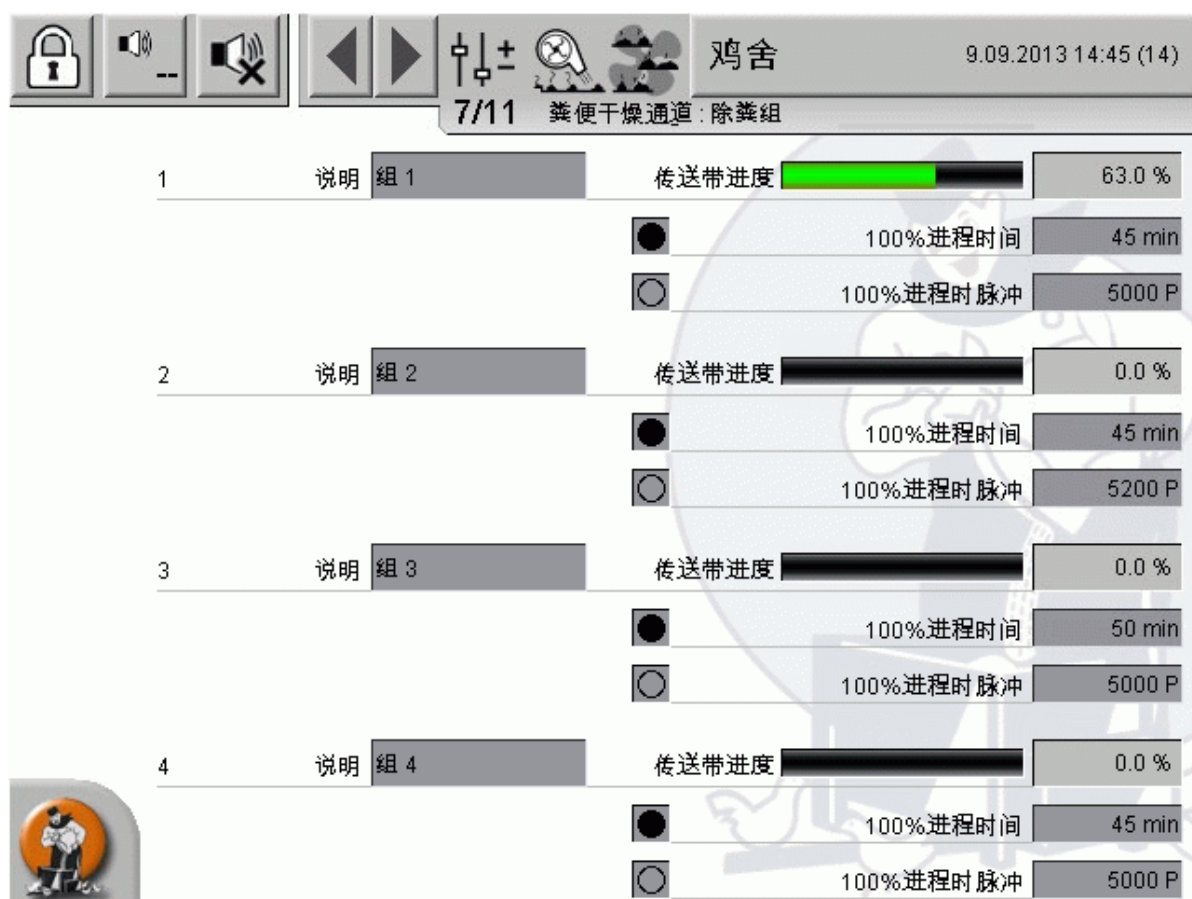 --
鸡舍 9.09.2013 14:45 (14)
7/11 粪便干燥通道 : 除粪组
1 说明 组 1 传送带进度 63.0 %
100%进程时间 45 min
100%进程时脉冲 5000 P
2 说明 组 2 传送带进度 0.0 %
100%进程时间 45 min
100%进程时脉冲 5200 P
3 说明 组 3 传送带进度 0.0 %
100%进程时间 50 min
100%进程时脉冲 5000 P
4 说明 组 4 传送带进度 0.0 %
100%进程时间 45 min
100%进程时脉冲 5000 P